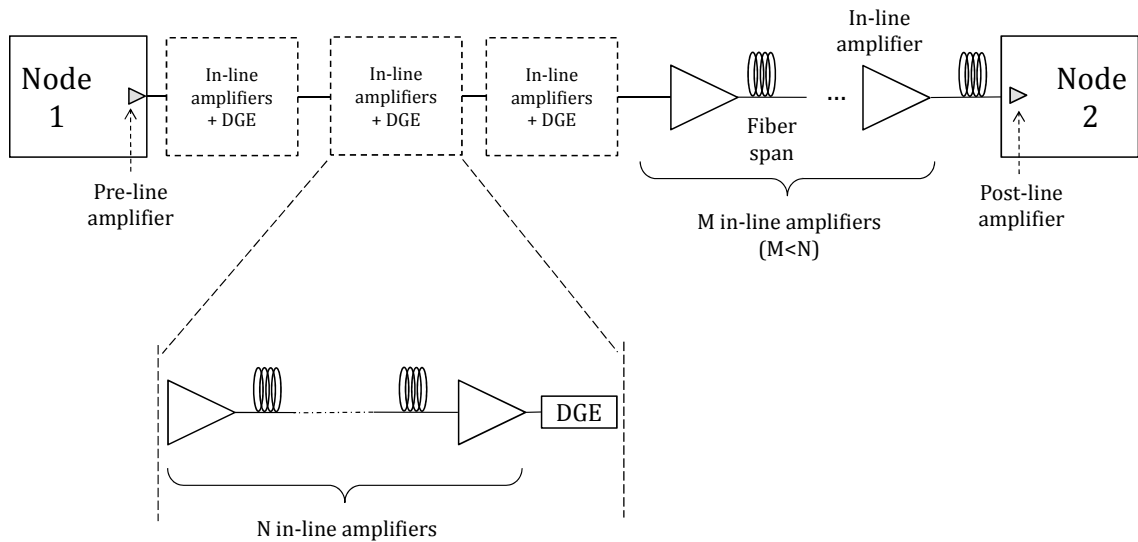 Node
1
Pre-line
amplifier
In-line
amplifiers
+ DGE
In-line
amplifiers
+ DGE
In-line
amplifiers
+ DGE
In-line
amplifier
Fiber
span
...
Node
2
Post-line
amplifier
M in-line amplifiers
(M<N)
DGE
N in-line amplifiers